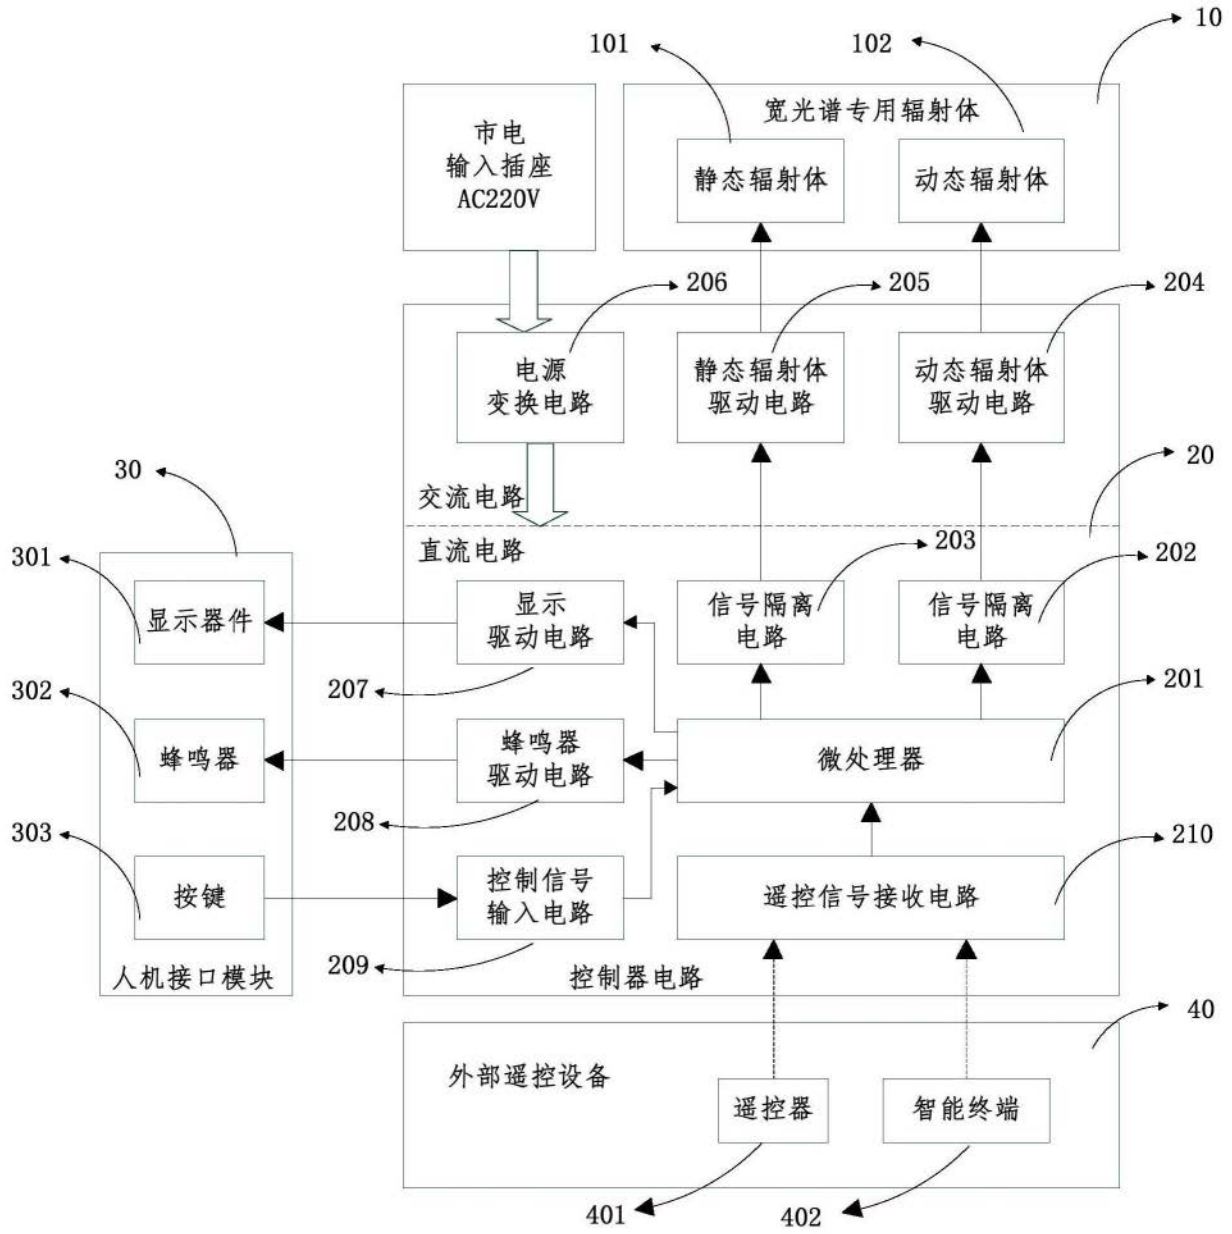 10
101
102
市电
输入插座
AC220V
宽光谱专用辐射体
静态辐射体
动态辐射体
206
205
204
电源
变换电路
静态辐射体
驱动电路
动态辐射体
驱动电路
30
20
交流电路
直流电路
203
202
301
显示器件
显示
驱动电路
信号隔离
电路
信号隔离
电路
207
201
302
蜂鸣器
蜂鸣器
驱动电路
微处理器
208
303
210
按键
控制信号
输入电路
遥控信号接收电路
209
人机接口模块
控制器电路
40
外部遥控设备
遥控器
智能终端
401
402